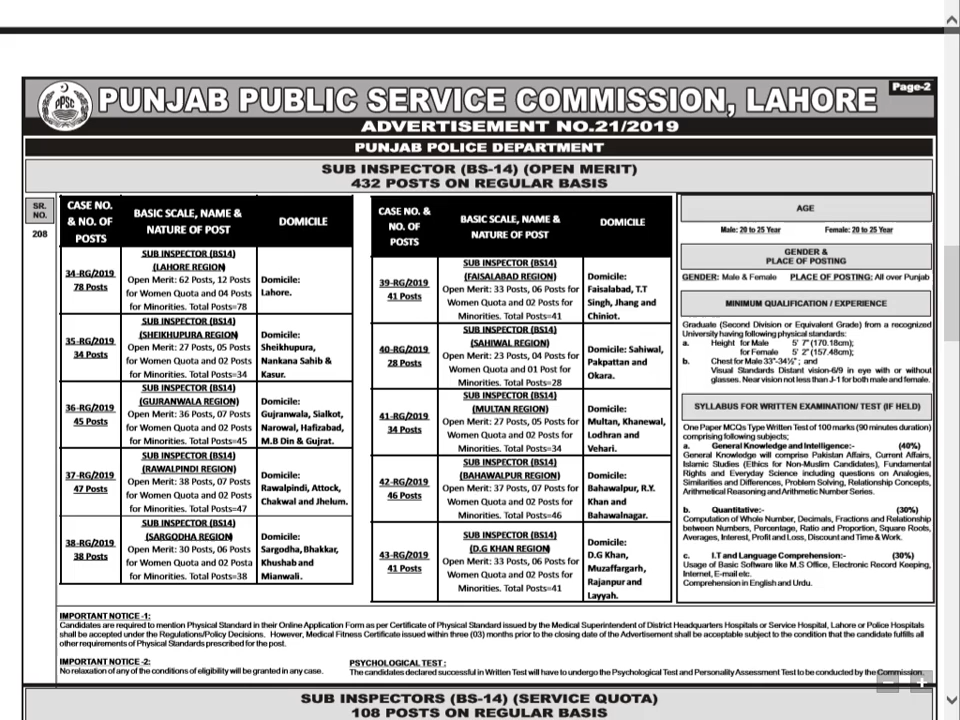 Page-2
PPSC
PUNJAB PUBLIC SERVICE COMMISSION, LAHORE
ADVERTISEMENT NO.21/2019
PUNJAB POLICE DEPARTMENT
SUB INSPECTOR (BS-14) (OPEN MERIT)
432 POSTS ON REGULAR BASIS
SR.
NO.
208
CASE NO.
& NO. OF
POSTS
BASIC SCALE, NAME &
NATURE OF POST
DOMICILE
34-RG/2019
78 Posts
SUB INSPECTOR (BS14)
(LAHORE REGION)
Open Merit: 62 Posts, 12 Posts
for Women Quota and 04 Posts
for Minorities. Total Posts=78
Domicile:
Lahore.
35-RG/2019
34 Posts
SUB INSPECTOR (BS14)
(SHEIKHUPURA REGION)
Open Merit: 27 Posts, 05 Posts
for Women Quota and 02 Posts
for Minorities. Total Posts=34
Domicile:
Sheikhupura,
Nankana Sahib &
Kasur.
36-RG/2019
45 Posts
SUB INSPECTOR (BS14)
(GUJRANWALA REGION)
Open Merit: 36 Posts, 07 Posts
for Women Quota and 02 Posts
for Minorities. Total Posts=45
Domicile:
Gujranwala, Sialkot,
Narowal, Hafizabad,
M.B Din & Gujrat.
37-RG/2019
47 Posts
SUB INSPECTOR (BS14)
(RAWALPINDI REGION)
Open Merit: 38 Posts, 07 Posts
for Women Quota and 02 Posts
for Minorities. Total Posts=47
Domicile:
Rawalpindi, Attock,
Chakwal and Jhelum.
38-RG/2019
38 Posts
SUB INSPECTOR (BS14)
(SARGODHA REGION)
Open Merit: 30 Posts, 06 Posts
for Women Quota and 02 Posta
for Minorities. Total Posts=38
Domicile:
Sargodha, Bhakkar,
Khushab and
Mianwali.
CASE NO. &
NO. OF
POSTS
BASIC SCALE, NAME &
NATURE OF POST
DOMICILE
39-RG/2019
41 Posts
SUB INSPECTOR (BS14)
(FAISALABAD REGION)
Open Merit: 33 Posts, 06 Posts for
Women Quota and 02 Posts for
Minorities. Total Posts=41
Domicile:
Faisalabad, T.T
Singh, Jhang and
Chiniot.
40-RG/2019
28 Posts
SUB INSPECTOR (BS14)
(SAHIWAL REGION)
Open Merit: 23 Posts, 04 Posts for
Women Quota and 01 Post for
Minorities. Total Posts=28
Domicile: Sahiwal,
Pakpattan and
Okara.
41-RG/2019
34 Posts
SUB INSPECTOR (BS14)
(MULTAN REGION)
Open Merit: 27 Posts, 05 Posts for
Women Quota and 02 Posts for
Minorities. Total Posts=34
Domicile:
Multan, Khanewal,
Lodhran and
Vehari.
42-RG/2019
46 Posts
SUB INSPECTOR (BS14)
(BAHAWALPUR REGION)
Open Merit: 37 Posts, 07 Posts for
Women Quota and 02 Posts for
Minorities. Total Posts=46
Domicile:
Bahawalpur, R.Y.
Khan and
Bahawalnagar.
43-RG/2019
41 Posts
SUB INSPECTOR (BS14)
(D.G KHAN REGION)
Open Merit: 33 Posts, 06 Posts for
Women Quota and 02 Posts for
Minorities. Total Posts=41
Domicile:
D.G Khan,
Muzaffargarh,
Rajanpur and
Layyah.
AGE
Male: 20 to 25 Year Female: 20 to 25 Year
GENDER &
PLACE OF POSTING
GENDER: Male & Female PLACE OF POSTING: All over Punjab
MINIMUM QUALIFICATION / EXPERIENCE
Graduate (Second Division or Equivalent Grade) from a recognized
University having following physical standards:
a. Height for Male 5' 7" (170.18cm);
for Female 5' 2" (157.48cm);
b. Chest for Male 33"-34½" ; and
Visual Standards Distant vision-6/9 in eye with or without
glasses. Near vision not less than J-1 for both male and female.
SYLLABUS FOR WRITTEN EXAMINATION/ TEST (IF HELD)
One Paper MCQs Type Written Test of 100 marks (90 minutes duration)
comprising following subjects;
a. General Knowledge and Intelligence:- (40%)
General Knowledge will comprise Pakistan Affairs, Current Affairs,
Islamic Studies (Ethics for Non-Muslim Candidates), Fundamental
Rights and Everyday Science including questions on Analogies,
Similarities and Differences, Problem Solving, Relationship Concepts,
Arithmetical Reasoning and Arithmetic Number Series.
b. Quantitative:- (30%)
Computation of Whole Number, Decimals, Fractions and Relationship
between Numbers, Percentage, Ratio and Proportion, Square Roots,
Averages, Interest, Profit and Loss, Discount and Time & Work.
c. I.T and Language Comprehension:- (30%)
Usage of Basic Software like M.S Office, Electronic Record Keeping,
Internet, E-mail etc.
Comprehension in English and Urdu.
IMPORTANT NOTICE -1:
Candidates are required to mention Physical Standard in their Online Application Form as per Certificate of Physical Standard issued by the Medical Superintendent of District Headquarters Hospitals or Service Hospital, Lahore or Police Hospitals
shall be accepted under the Regulations/Policy Decisions. However, Medical Fitness Certificate issued within three (03) months prior to the closing date of the Advertisement shall be acceptable subject to the condition that the candidate fulfills all
other requirements of Physical Standards prescribed for the post.
IMPORTANT NOTICE -2:
No relaxation of any of the conditions of eligibility will be granted in any case.
PSYCHOLOGICAL TEST :
The candidates declared successful in Written Test will have to undergo the Psychological Test and Personality Assessment Test to be conducted by the Commission.
SUB INSPECTORS (BS-14) (SERVICE QUOTA)
108 POSTS ON REGULAR BASIS